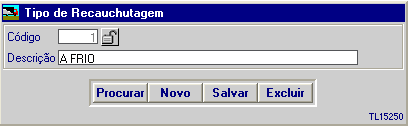 Tipo de Recauchutagem
Código 1
Descrição A FRIO
Procurar Novo Salvar Excluir
TL15250